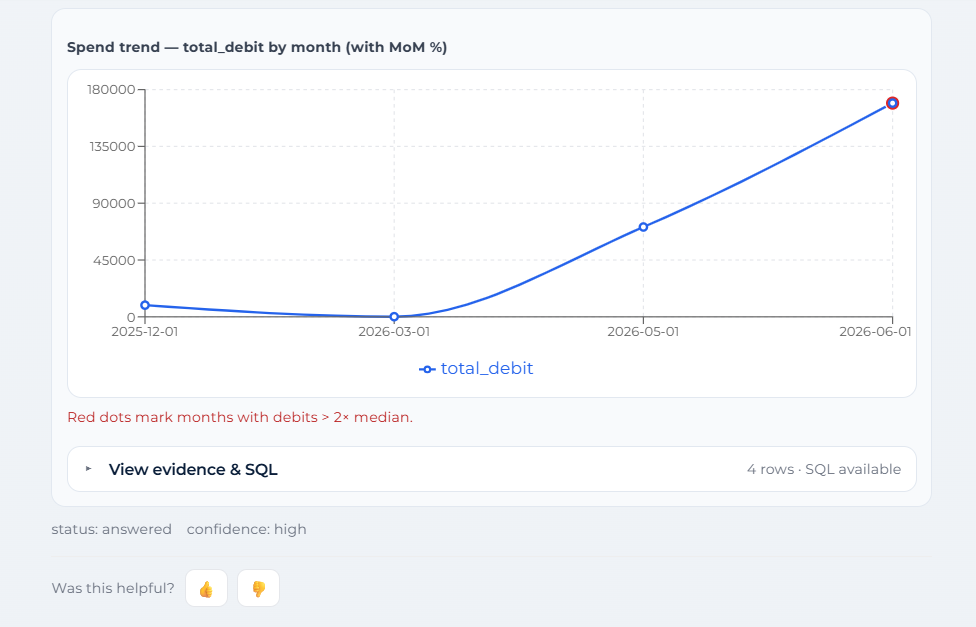 Spend trend — total_debit by month (with MoM %)
180000
135000
90000
45000
0
2025-12-01 2026-03-01 2026-05-01 2026-06-01
total_debit
Red dots mark months with debits > 2× median.
View evidence & SQL 4 rows · SQL available
status: answered confidence: high
Was this helpful?